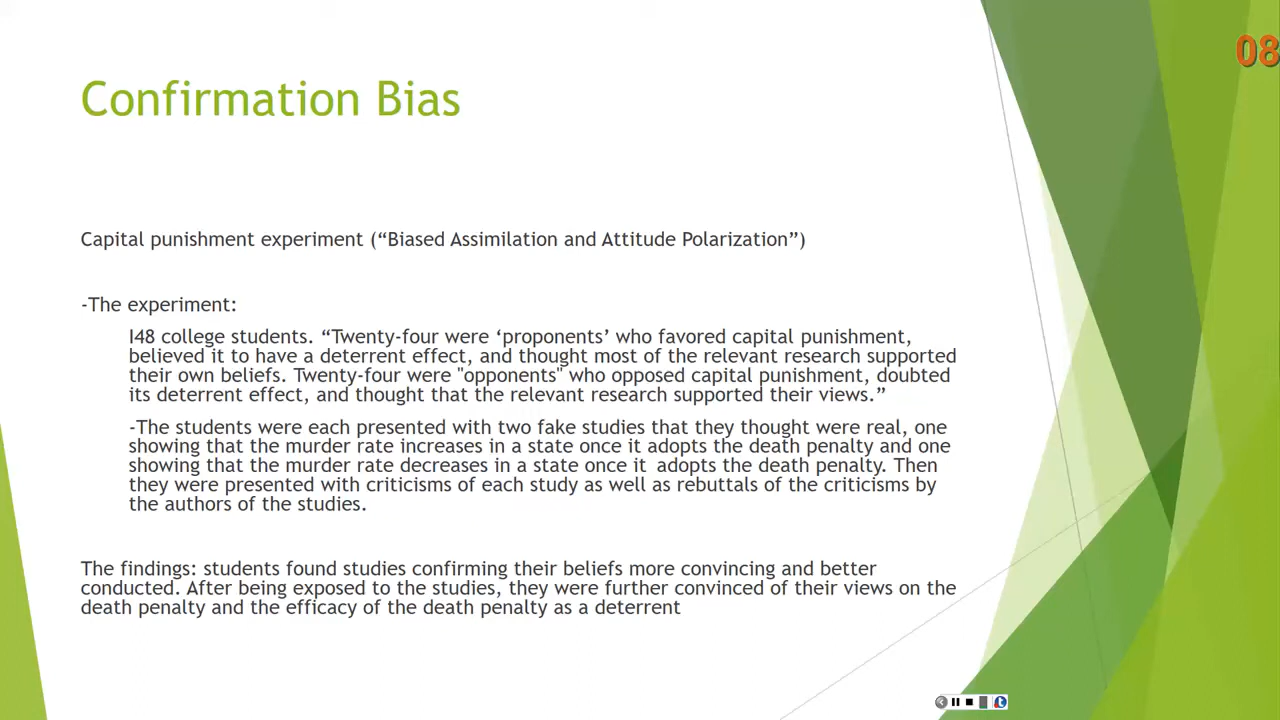 08
Confirmation Bias
Capital punishment experiment (“Biased Assimilation and Attitude Polarization”)
-The experiment:
I48 college students. “Twenty-four were ‘proponents’ who favored capital punishment,
believed it to have a deterrent effect, and thought most of the relevant research supported
their own beliefs. Twenty-four were "opponents" who opposed capital punishment, doubted
its deterrent effect, and thought that the relevant research supported their views.”
-The students were each presented with two fake studies that they thought were real, one
showing that the murder rate increases in a state once it adopts the death penalty and one
showing that the murder rate decreases in a state once it adopts the death penalty. Then
they were presented with criticisms of each study as well as rebuttals of the criticisms by
the authors of the studies.
The findings: students found studies confirming their beliefs more convincing and better
conducted. After being exposed to the studies, they were further convinced of their views on the
death penalty and the efficacy of the death penalty as a deterrent